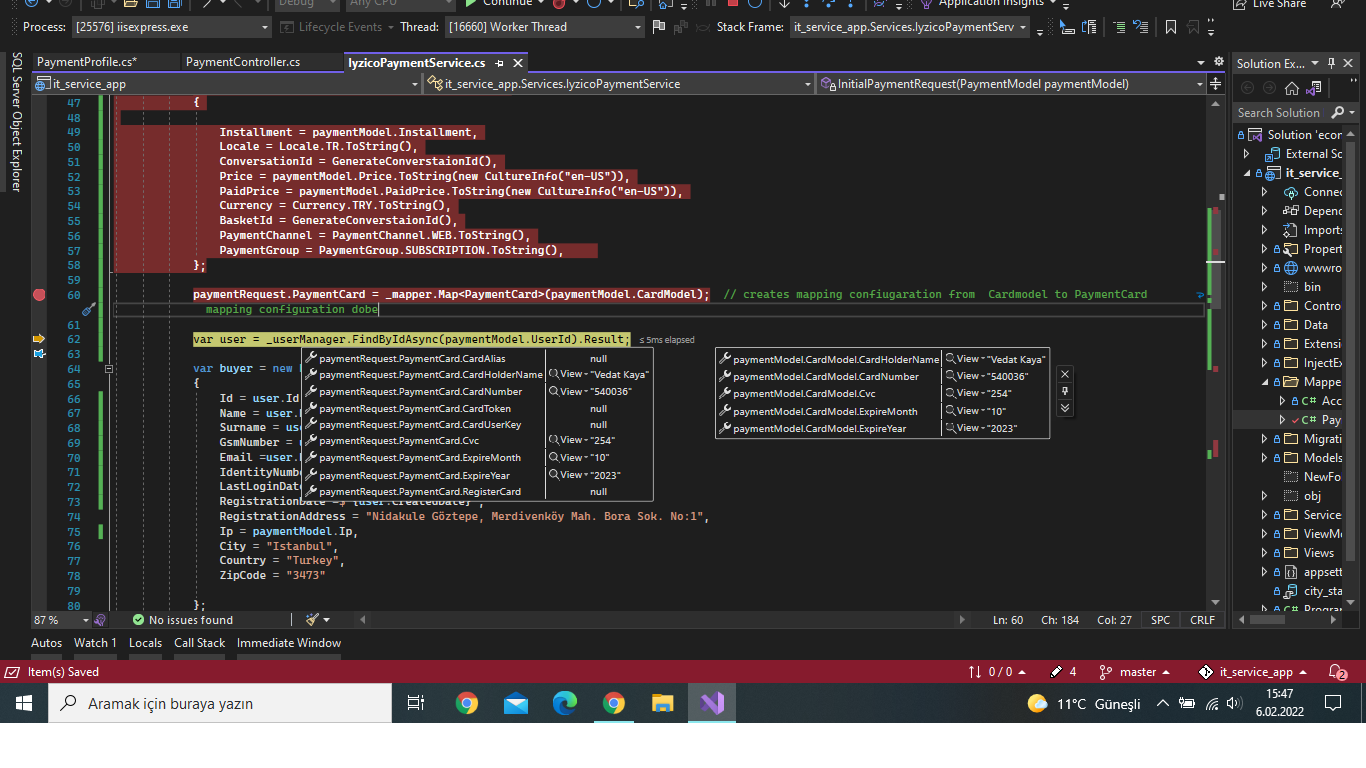 Debug Any CPU Continue Application Insights Live Share
Process: [25576] iisexpress.exe Lifecycle Events Thread: [16660] Worker Thread Stack Frame: it_service_app.Services.IyzicoPaymentServ
PaymentProfile.cs* PaymentController.cs IyzicoPaymentService.cs
it_service_app it_service_app.Services.IyzicoPaymentService InitialPaymentRequest(PaymentModel paymentModel)
SQL Server Object Explorer
47 {
48
49 Installment = paymentModel.Installment,
50 Locale = Locale.TR.ToString(),
51 ConversationId = GenerateConverstaionId(),
52 Price = paymentModel.Price.ToString(new CultureInfo("en-US")),
53 PaidPrice = paymentModel.PaidPrice.ToString(new CultureInfo("en-US")),
54 Currency = Currency.TRY.ToString(),
55 BasketId = GenerateConverstaionId(),
56 PaymentChannel = PaymentChannel.WEB.ToString(),
57 PaymentGroup = PaymentGroup.SUBSCRIPTION.ToString(),
58 };
59
60 paymentRequest.PaymentCard = _mapper.Map<PaymentCard>(paymentModel.CardModel); // creates mapping confiugaration from Cardmodel to PaymentCard
mapping configuration dobe
61
62 var user = _userManager.FindByIdAsync(paymentModel.UserId).Result; ≤ 5ms elapsed
63
64 var buyer = new
65 {
66 Id = user.Id
67 Name = user.
68 Surname = use
69 GsmNumber =
70 Email =user.
71 IdentityNumbe
72 LastLoginDat
73 RegistrationDate =$"{user.CreatedDate}",
74 RegistrationAddress = "Nidakule Göztepe, Merdivenköy Mah. Bora Sok. No:1",
75 Ip = paymentModel.Ip,
76 City = "Istanbul",
77 Country = "Turkey",
78 ZipCode = "3473"
79
80 };
paymentRequest.PaymentCard.CardAlias null
paymentRequest.PaymentCard.CardHolderName View "Vedat Kaya"
paymentRequest.PaymentCard.CardNumber View "540036"
paymentRequest.PaymentCard.CardToken null
paymentRequest.PaymentCard.CardUserKey null
paymentRequest.PaymentCard.Cvc View "254"
paymentRequest.PaymentCard.ExpireMonth View "10"
paymentRequest.PaymentCard.ExpireYear View "2023"
paymentRequest.PaymentCard.RegisterCard null
paymentModel.CardModel.CardHolderName View "Vedat Kaya"
paymentModel.CardModel.CardNumber View "540036"
paymentModel.CardModel.Cvc View "254"
paymentModel.CardModel.ExpireMonth View "10"
paymentModel.CardModel.ExpireYear View "2023"
Solution Ex...
Search Solution
Solution 'econ
External Sc
it_service_
Connec
Depend
Imports
Propert
wwwro
bin
Contro
Data
Extensi
InjectEx
Mappe
C# Acc
C# Pay
Migrati
Models
NewFo
obj
Service
ViewM
Views
appsett
city_sta
C# Progra
87 % No issues found Ln: 60 Ch: 184 Col: 27 SPC CRLF
Autos Watch 1 Locals Call Stack Immediate Window
Item(s) Saved 0 / 0 4 master it_service_app 2
Aramak için buraya yazın 11°C Güneşli 15:47
6.02.2022